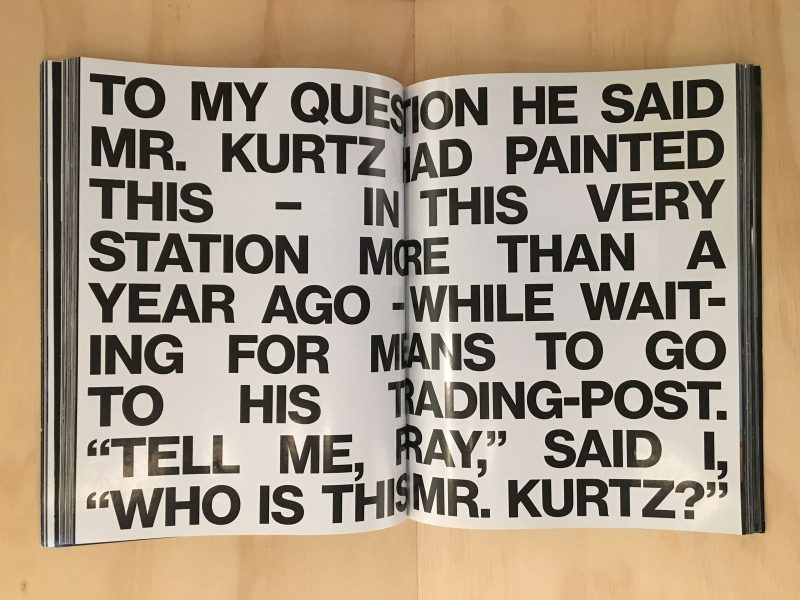 TO MY QUESTION HE SAID
MR. KURTZ HAD PAINTED
THIS – IN THIS VERY
STATION MORE THAN A
YEAR AGO - WHILE WAIT-
ING FOR MEANS TO GO
TO HIS TRADING-POST.
“TELL ME, PRAY,” SAID I,
“WHO IS THIS MR. KURTZ?”